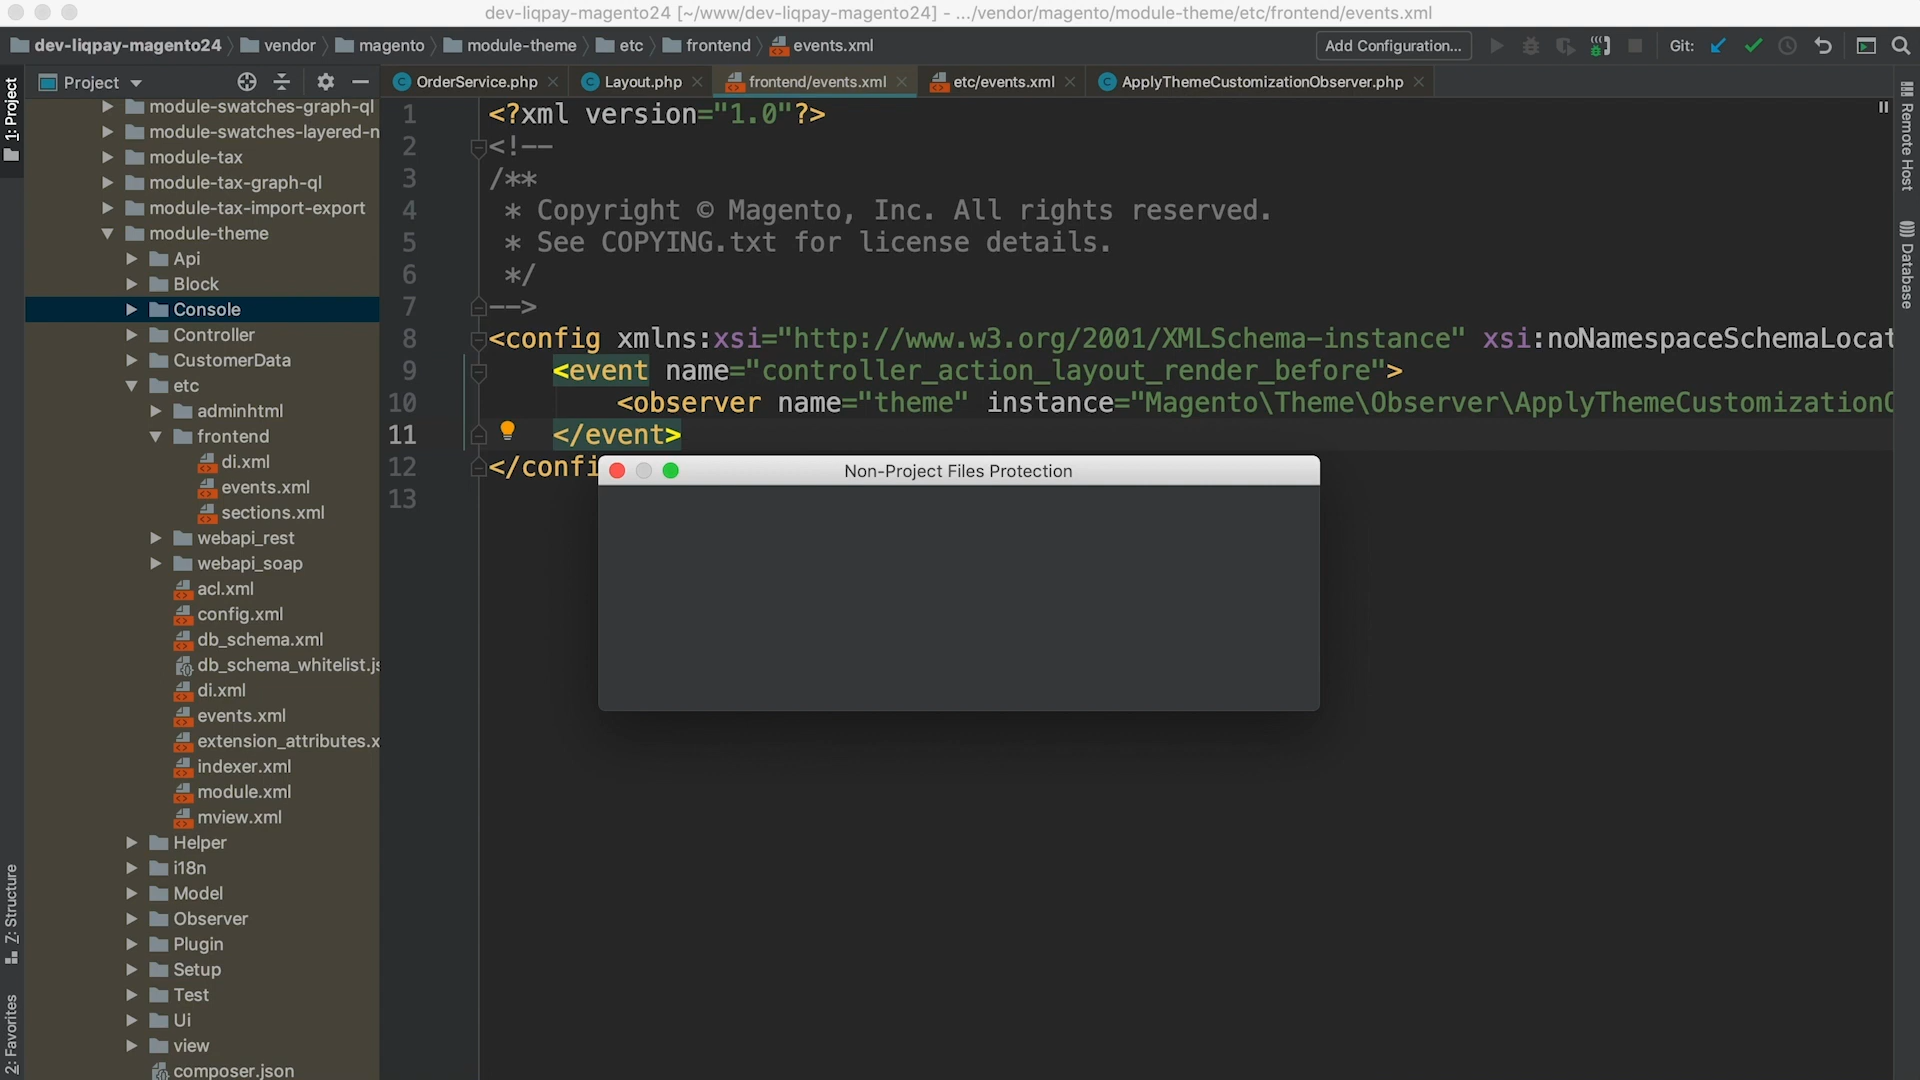 dev-liqpay-magento24 [~/www/dev-liqpay-magento24] - .../vendor/magento/module-theme/etc/frontend/events.xml
dev-liqpay-magento24 vendor magento module-theme etc frontend events.xml Add Configuration... Git:
1: Project
Project
OrderService.php Layout.php frontend/events.xml etc/events.xml ApplyThemeCustomizationObserver.php
module-swatches-graph-ql
module-swatches-layered-n
module-tax
module-tax-graph-ql
module-tax-import-export
module-theme
Api
Block
Console
Controller
CustomerData
etc
adminhtml
frontend
di.xml
events.xml
sections.xml
webapi_rest
webapi_soap
acl.xml
config.xml
db_schema.xml
db_schema_whitelist.js
di.xml
events.xml
extension_attributes.x
indexer.xml
module.xml
mview.xml
Helper
i18n
Model
Observer
Plugin
Setup
Test
Ui
view
composer.json
Z: Structure
2: Favorites
1 <?xml version="1.0"?>
2 <!--
3 /**
4 * Copyright © Magento, Inc. All rights reserved.
5 * See COPYING.txt for license details.
6 */
7 -->
8 <config xmlns:xsi="http://www.w3.org/2001/XMLSchema-instance" xsi:noNamespaceSchemaLocat
9 <event name="controller_action_layout_render_before">
10 <observer name="theme" instance="Magento\Theme\Observer\ApplyThemeCustomizationO
11 </event>
12 </confi
13
Non-Project Files Protection
Remote Host
Database